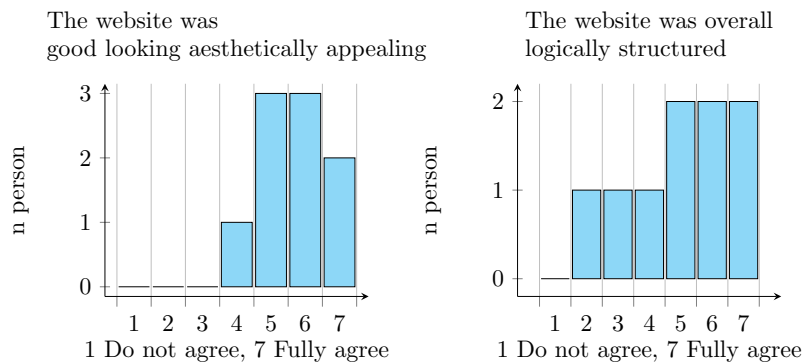 The website was
good looking aesthetically appealing
3
2
1
0
n person
1 2 3 4 5 6 7
1 Do not agree, 7 Fully agree
The website was overall
logically structured
2
1
0
n person
1 2 3 4 5 6 7
1 Do not agree, 7 Fully agree